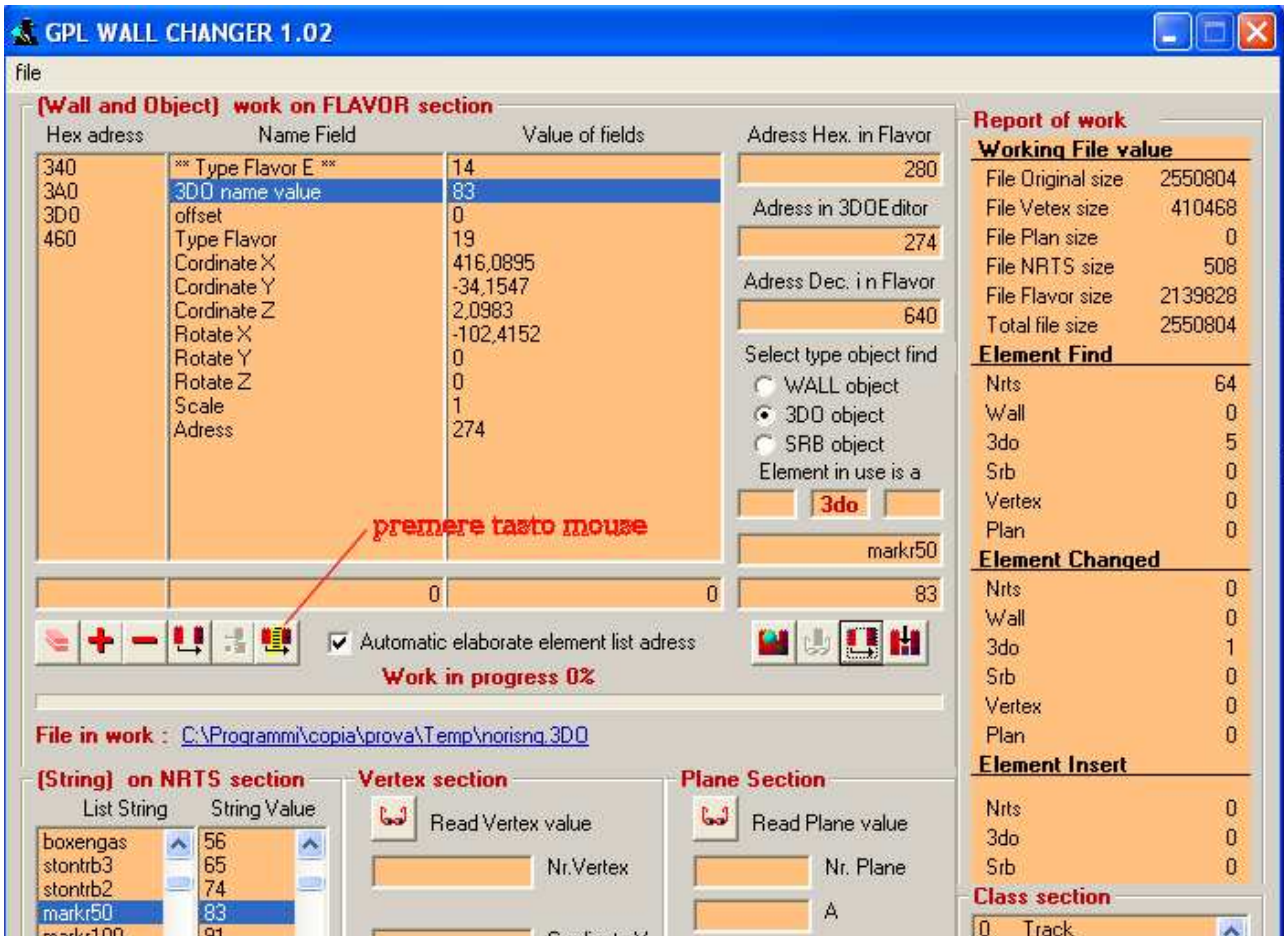 GPL WALL CHANGER 1.02
file
(Wall and Object) work on FLAVOR section
Hex adress Name Field Value of fields
340 ** Type Flavor E ** 14
3A0 3DO name value 83
3D0 offset 0
460 Type Flavor 19
Cordinate X 416,0895
Cordinate Y -34,1547
Cordinate Z 2,0983
Rotate X -102,4152
Rotate Y 0
Rotate Z 0
Scale 1
Adress 274
premere tasto mouse
0 0
Automatic elaborate element list adress
Work in progress 0%
File in work : C:\Programmi\copia\prova\Temp\norisnq.3DO
Adress Hex. in Flavor
280
Adress in 3DOEditor
274
Adress Dec. in Flavor
640
Select type object find
WALL object
3DO object
SRB object
Element in use is a
3do
markr50
83
Report of work
Working File value
File Original size 2550804
File Vetex size 410468
File Plan size 0
File NRTS size 508
File Flavor size 2139828
Total file size 2550804
Element Find
Nrts 64
Wall 0
3do 5
Srb 0
Vertex 0
Plan 0
Element Changed
Nrts 0
Wall 0
3do 1
Srb 0
Vertex 0
Plan 0
Element Insert
Nrts 0
3do 0
Srb 0
(String) on NRTS section
List String String Value
boxengas 56
stontrb3 65
stontrb2 74
markr50 83
markr100 91
Vertex section
Read Vertex value
Nr.Vertex
Plane Section
Read Plane value
Nr. Plane
A
Class section
0 Track